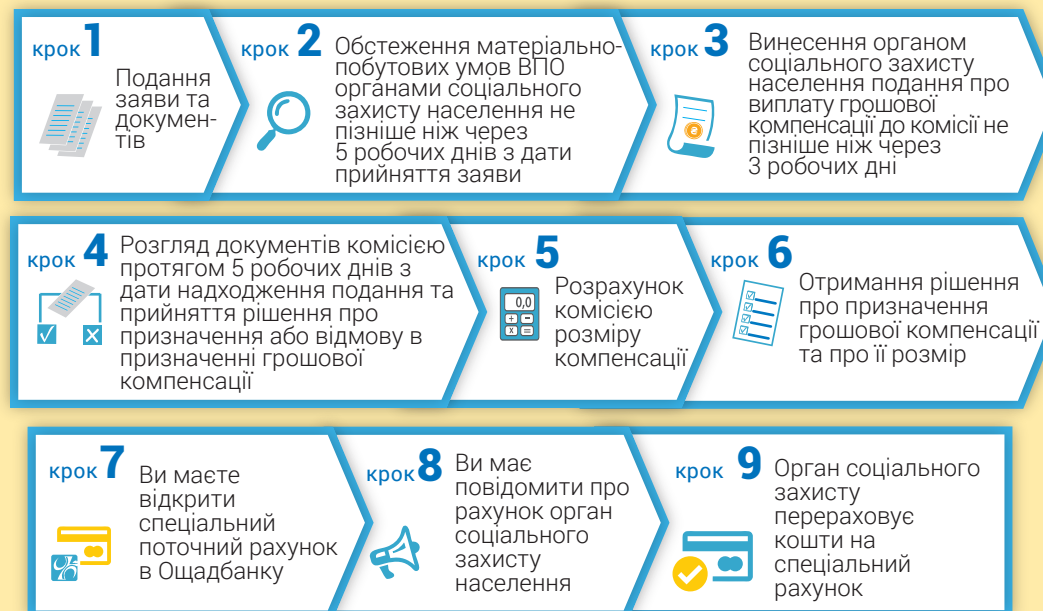 крок 1
Подання
заяви та
докумен-
тів
крок 2
Обстеження матеріально-
побутових умов ВПО
органами соціального
захисту населення не
пізніше ніж через
5 робочих днів з дати
прийняття заяви
крок 3
Винесення органом
соціального захисту
населення подання про
виплату грошової
компенсації до комісії не
пізніше ніж через
3 робочих дні
крок 4
Розгляд документів комісією
протягом 5 робочих днів з
дати надходження подання та
прийняття рішення про
призначення або відмову в
призначенні грошової
компенсації
крок 5
0,0
Розрахунок
комісією
розміру
компенсації
крок 6
Отримання рішення
про призначення
грошової компенсації
та про її розмір
крок 7
Ви маєте
відкрити
спеціальний
поточний рахунок
в Ощадбанку
крок 8
Ви має
повідомити про
рахунок орган
соціального
захисту
населення
крок 9
Орган соціального
захисту
перераховує
кошти на
спеціальний
рахунок